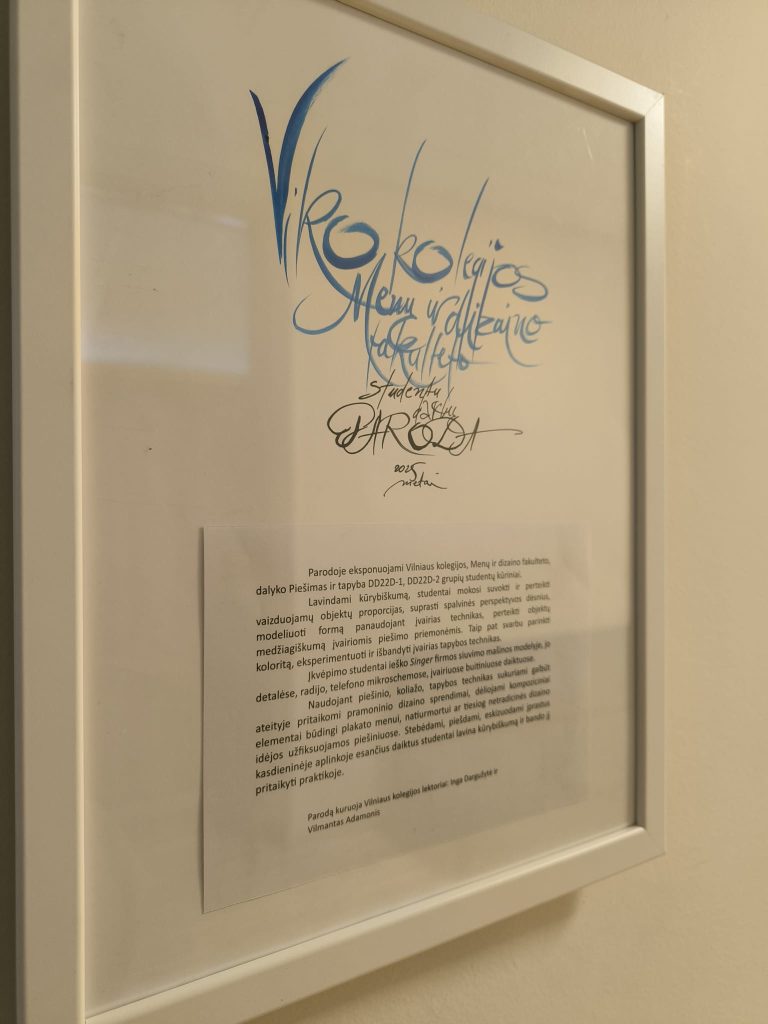 Viko kolegijos
Menų ir dizaino
fakulteto
studentų
darbų
PARODA
2025
metai
Parodoje eksponuojami Vilniaus kolegijos, Menų ir dizaino fakulteto,
dalyko Piešimas ir tapyba DD22D-1, DD22D-2 grupių studentų kūriniai.
Lavindami kūrybiškumą, studentai mokosi suvokti ir perteikti
vaizduojamų objektų proporcijas, suprasti spalvinės perspektyvos dėsnius,
modeliuoti formą panaudojant įvairias technikas, perteikti objektų
medžiagiškumą įvairiomis piešimo priemonėmis. Taip pat svarbu parinkti
koloritą, eksperimentuoti ir išbandyti įvairias tapybos technikas.
Įkvėpimo studentai ieško Singer firmos siuvimo mašinos modelyje, jo
detalėse, radijo, telefono mikroschemose, įvairiuose buitiniuose daiktuose.
Naudojant piešinio, koliažo, tapybos technikas sukuriami galbūt
ateityje pritaikomi pramoninio dizaino sprendimai, dėliojami kompoziciniai
elementai būdingi plakato menui, natiurmortui ar tiesiog netradicinės dizaino
idėjos užfiksuojamos piešiniuose. Stebėdami, piešdami, eskizuodami įprastus
kasdieninėje aplinkoje esančius daiktus studentai lavina kūrybiškumą ir bando jį
pritaikyti praktikoje.
Parodą kuruoja Vilniaus kolegijos lektoriai: Inga Dargužytė ir
Vilmantas Adamonis